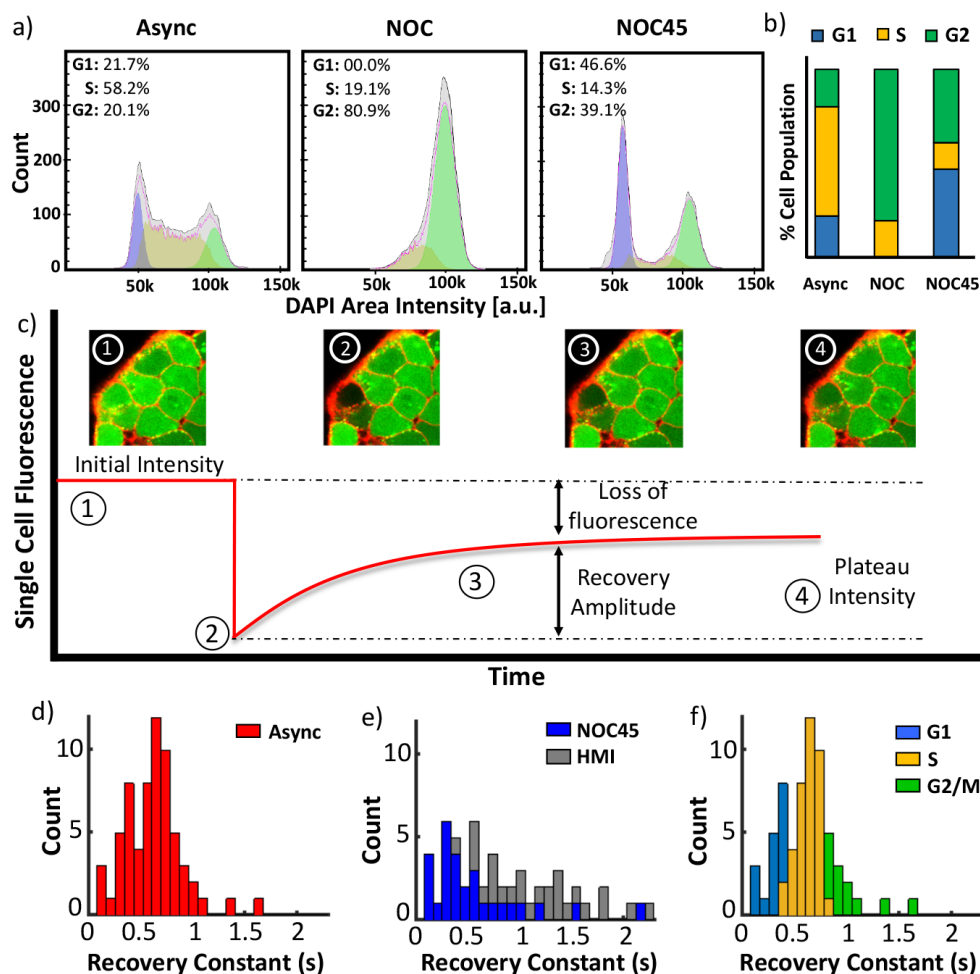 a)
Async
NOC
NOC45
G1: 21.7%
S: 58.2%
G2: 20.1%
G1: 00.0%
S: 19.1%
G2: 80.9%
G1: 46.6%
S: 14.3%
G2: 39.1%
Count
300
200
100
0
50k 100k 150k
50k 100k 150k
50k 100k 150k
DAPI Area Intensity [a.u.]
b)
G1 S G2
% Cell Population
Async NOC NOC45
c)
1
2
3
4
Single Cell Fluorescence
Initial Intensity
1
2
3
4
Loss of
fluorescence
Recovery
Amplitude
Plateau
Intensity
Time
d)
Async
Count
10
5
0
0 0.5 1 1.5 2
Recovery Constant (s)
e)
NOC45
HMI
Count
10
5
0
0 0.5 1 1.5 2
Recovery Constant (s)
f)
G1
S
G2/M
Count
10
5
0
0 0.5 1 1.5 2
Recovery Constant (s)